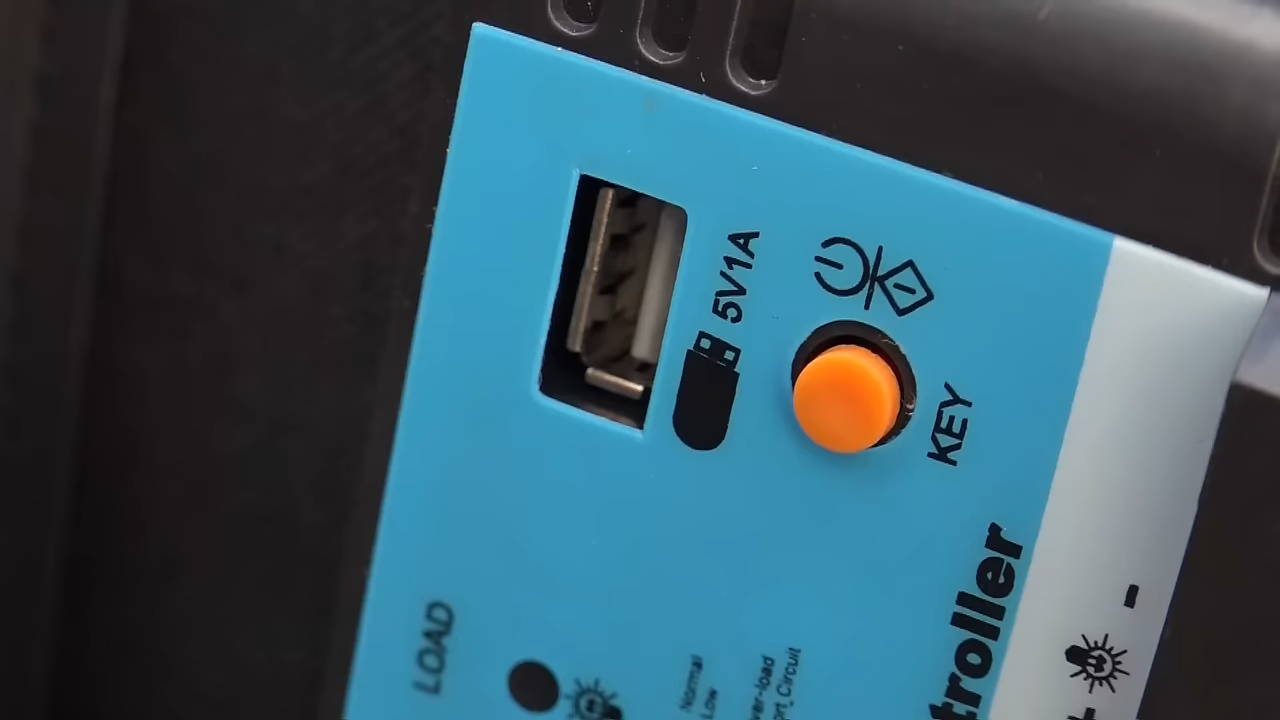 5V1A
KEY
LOAD
Normal
Low
ver-load
ort Circuit
troller
+ -